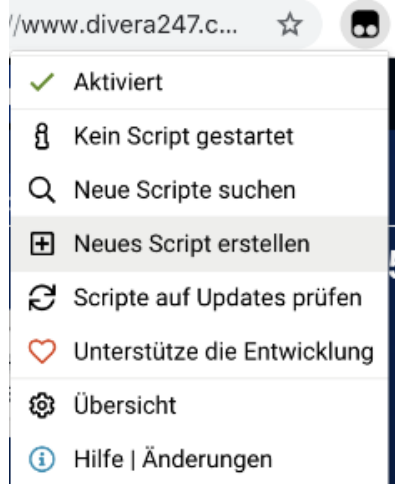 /www.divera247.c...
Aktiviert
Kein Script gestartet
Neue Scripte suchen
Neues Script erstellen
Scripte auf Updates prüfen
Unterstütze die Entwicklung
Übersicht
Hilfe | Änderungen